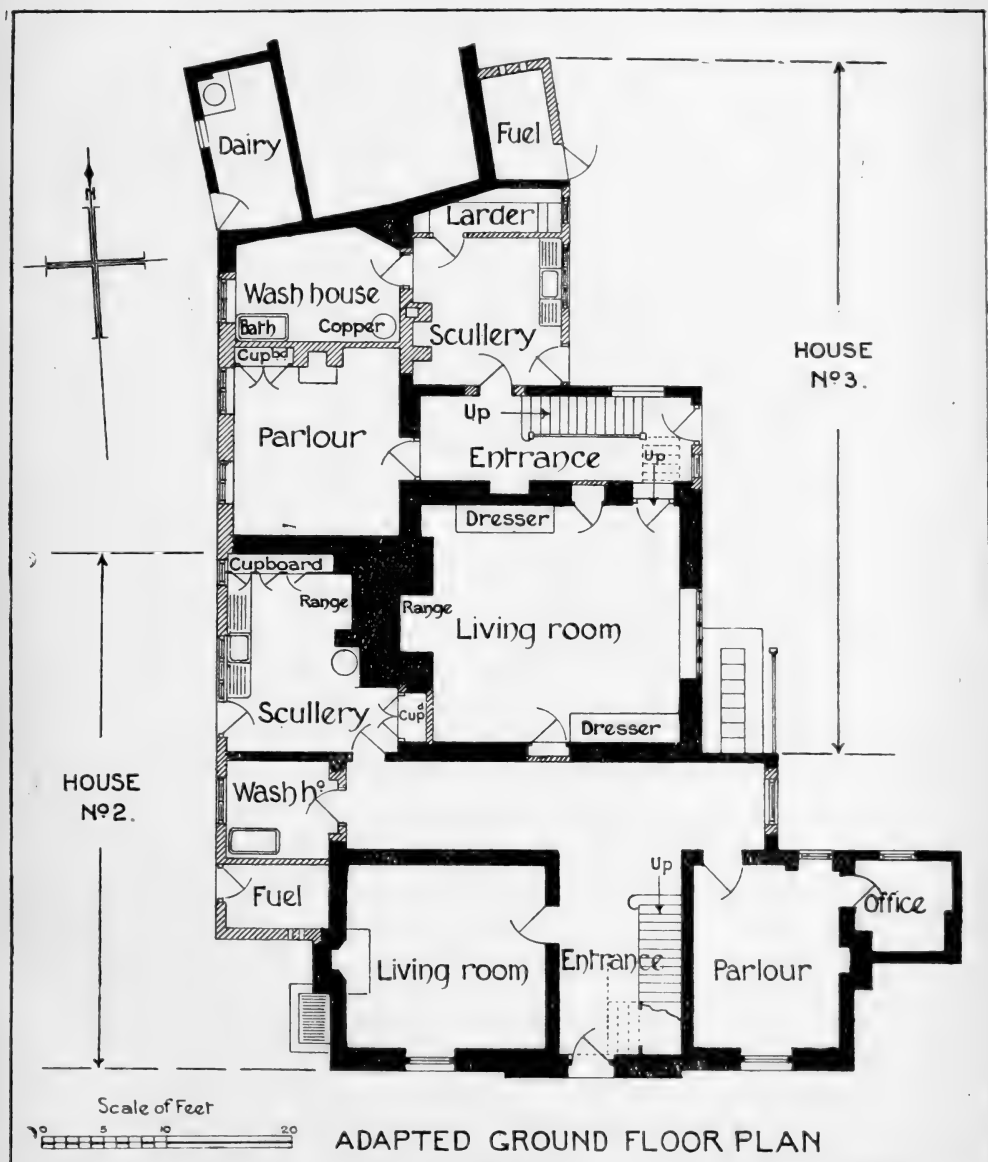 Dairy
Fuel
N
Larder
Wash house
Bath
Copper
Scullery
Cupbd
HOUSE
No3.
Parlour
Up
Entrance
Up
Dresser
Cupboard
Range
Range
Living room
Scullery
Cupd
Dresser
HOUSE
No2.
Wash ho
Fuel
Up
Office
Living room
Entrance
Parlour
Scale of Feet
0 5 10 20
ADAPTED GROUND FLOOR PLAN